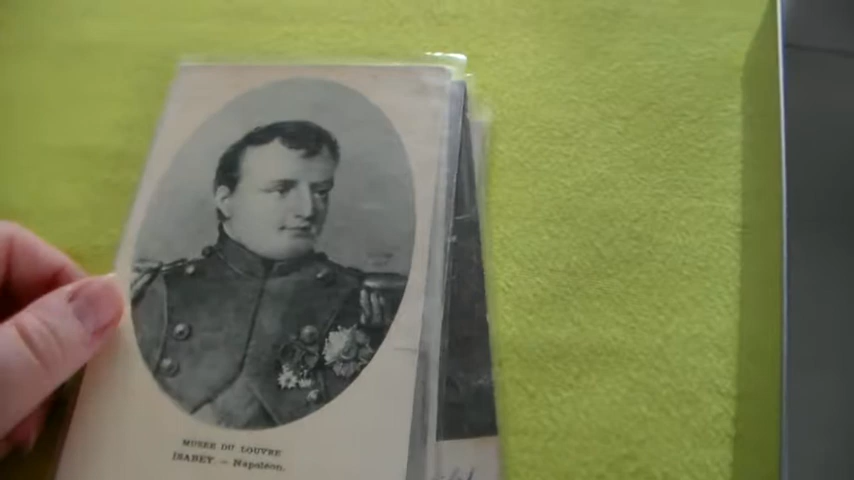 MUSÉE DU LOUVRE
ISABEY. — Napoléon.